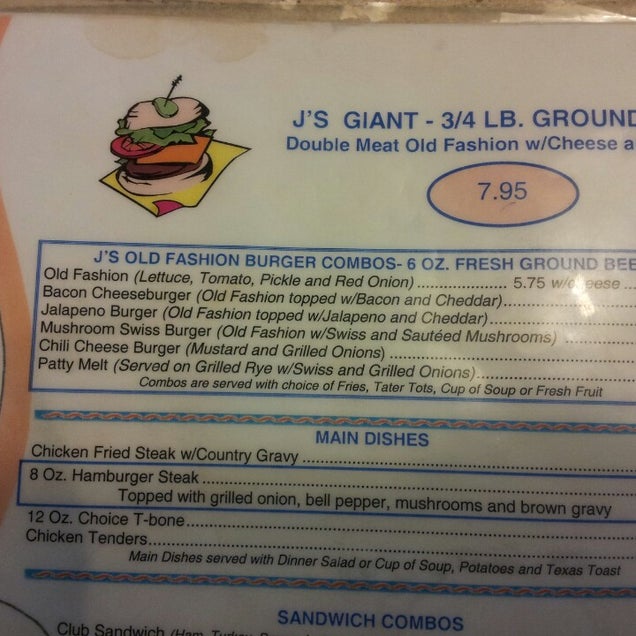 J'S GIANT - 3/4 LB. GROUND
Double Meat Old Fashion w/Cheese a
7.95
J'S OLD FASHION BURGER COMBOS- 6 OZ. FRESH GROUND BEE
Old Fashion (Lettuce, Tomato, Pickle and Red Onion) .......................... 5.75 w/cheese ...
Bacon Cheeseburger (Old Fashion topped w/Bacon and Cheddar)..............................
Jalapeno Burger (Old Fashion topped w/Jalapeno and Cheddar)..............................
Mushroom Swiss Burger (Old Fashion w/Swiss and Sautéed Mushrooms) ....................
Chili Cheese Burger (Mustard and Grilled Onions) ..............................
Patty Melt (Served on Grilled Rye w/Swiss and Grilled Onions)..............................
Combos are served with choice of Fries, Tater Tots, Cup of Soup or Fresh Fruit
MAIN DISHES
Chicken Fried Steak w/Country Gravy ..............................
8 Oz. Hamburger Steak ..............................
Topped with grilled onion, bell pepper, mushrooms and brown gravy
12 Oz. Choice T-bone..............................
Chicken Tenders..............................
Main Dishes served with Dinner Salad or Cup of Soup, Potatoes and Texas Toast
SANDWICH COMBOS
Club Sandwich (Ham, Turkey,